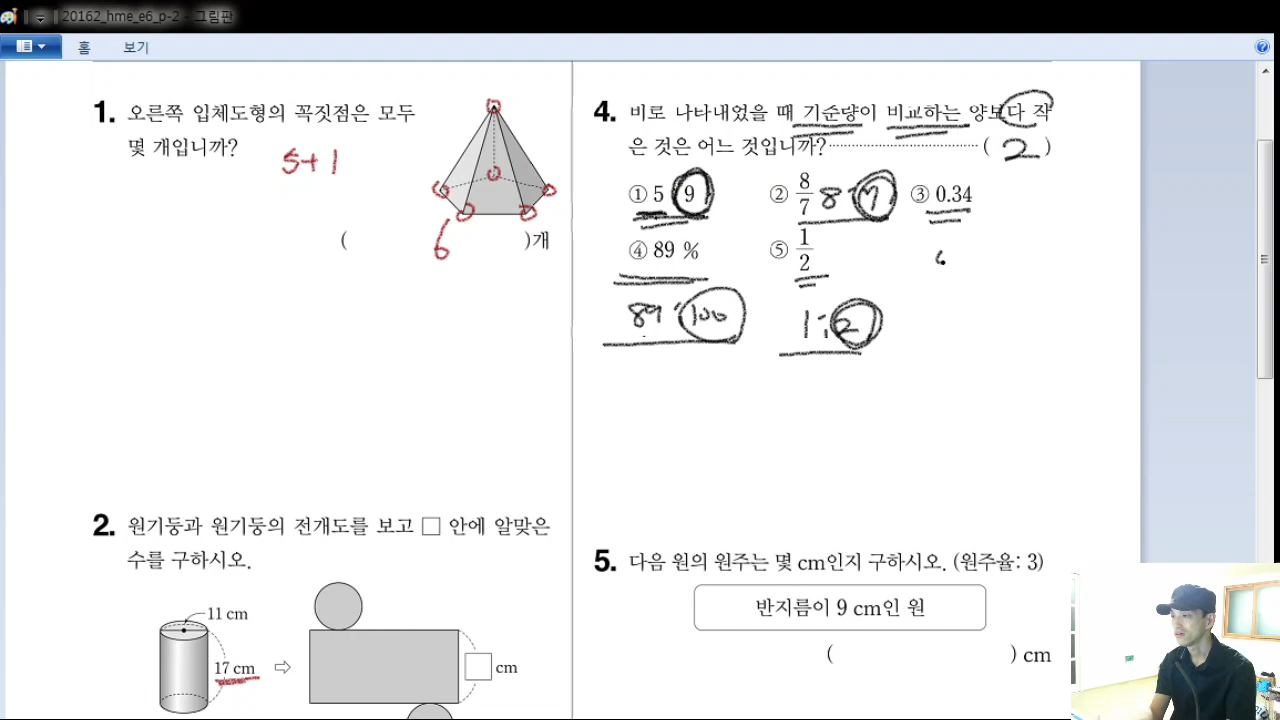 20162_hme_e6_p-2 - 그림판
홈 보기
1. 오른쪽 입체도형의 꼭짓점은 모두
몇 개입니까?
5+1
( 6 )개
2. 원기둥과 원기둥의 전개도를 보고 □ 안에 알맞은
수를 구하시오.
11 cm
17 cm
⇨
□ cm
4. 비로 나타내었을 때 기준량이 비교하는 양보다 작
은 것은 어느 것입니까? ( 2 )
① 5 9 ② 8/7 8:7 ③ 0.34
④ 89 % ⑤ 1/2
89:100 1:2
5. 다음 원의 원주는 몇 cm인지 구하시오. (원주율: 3)
반지름이 9 cm인 원
( ) cm